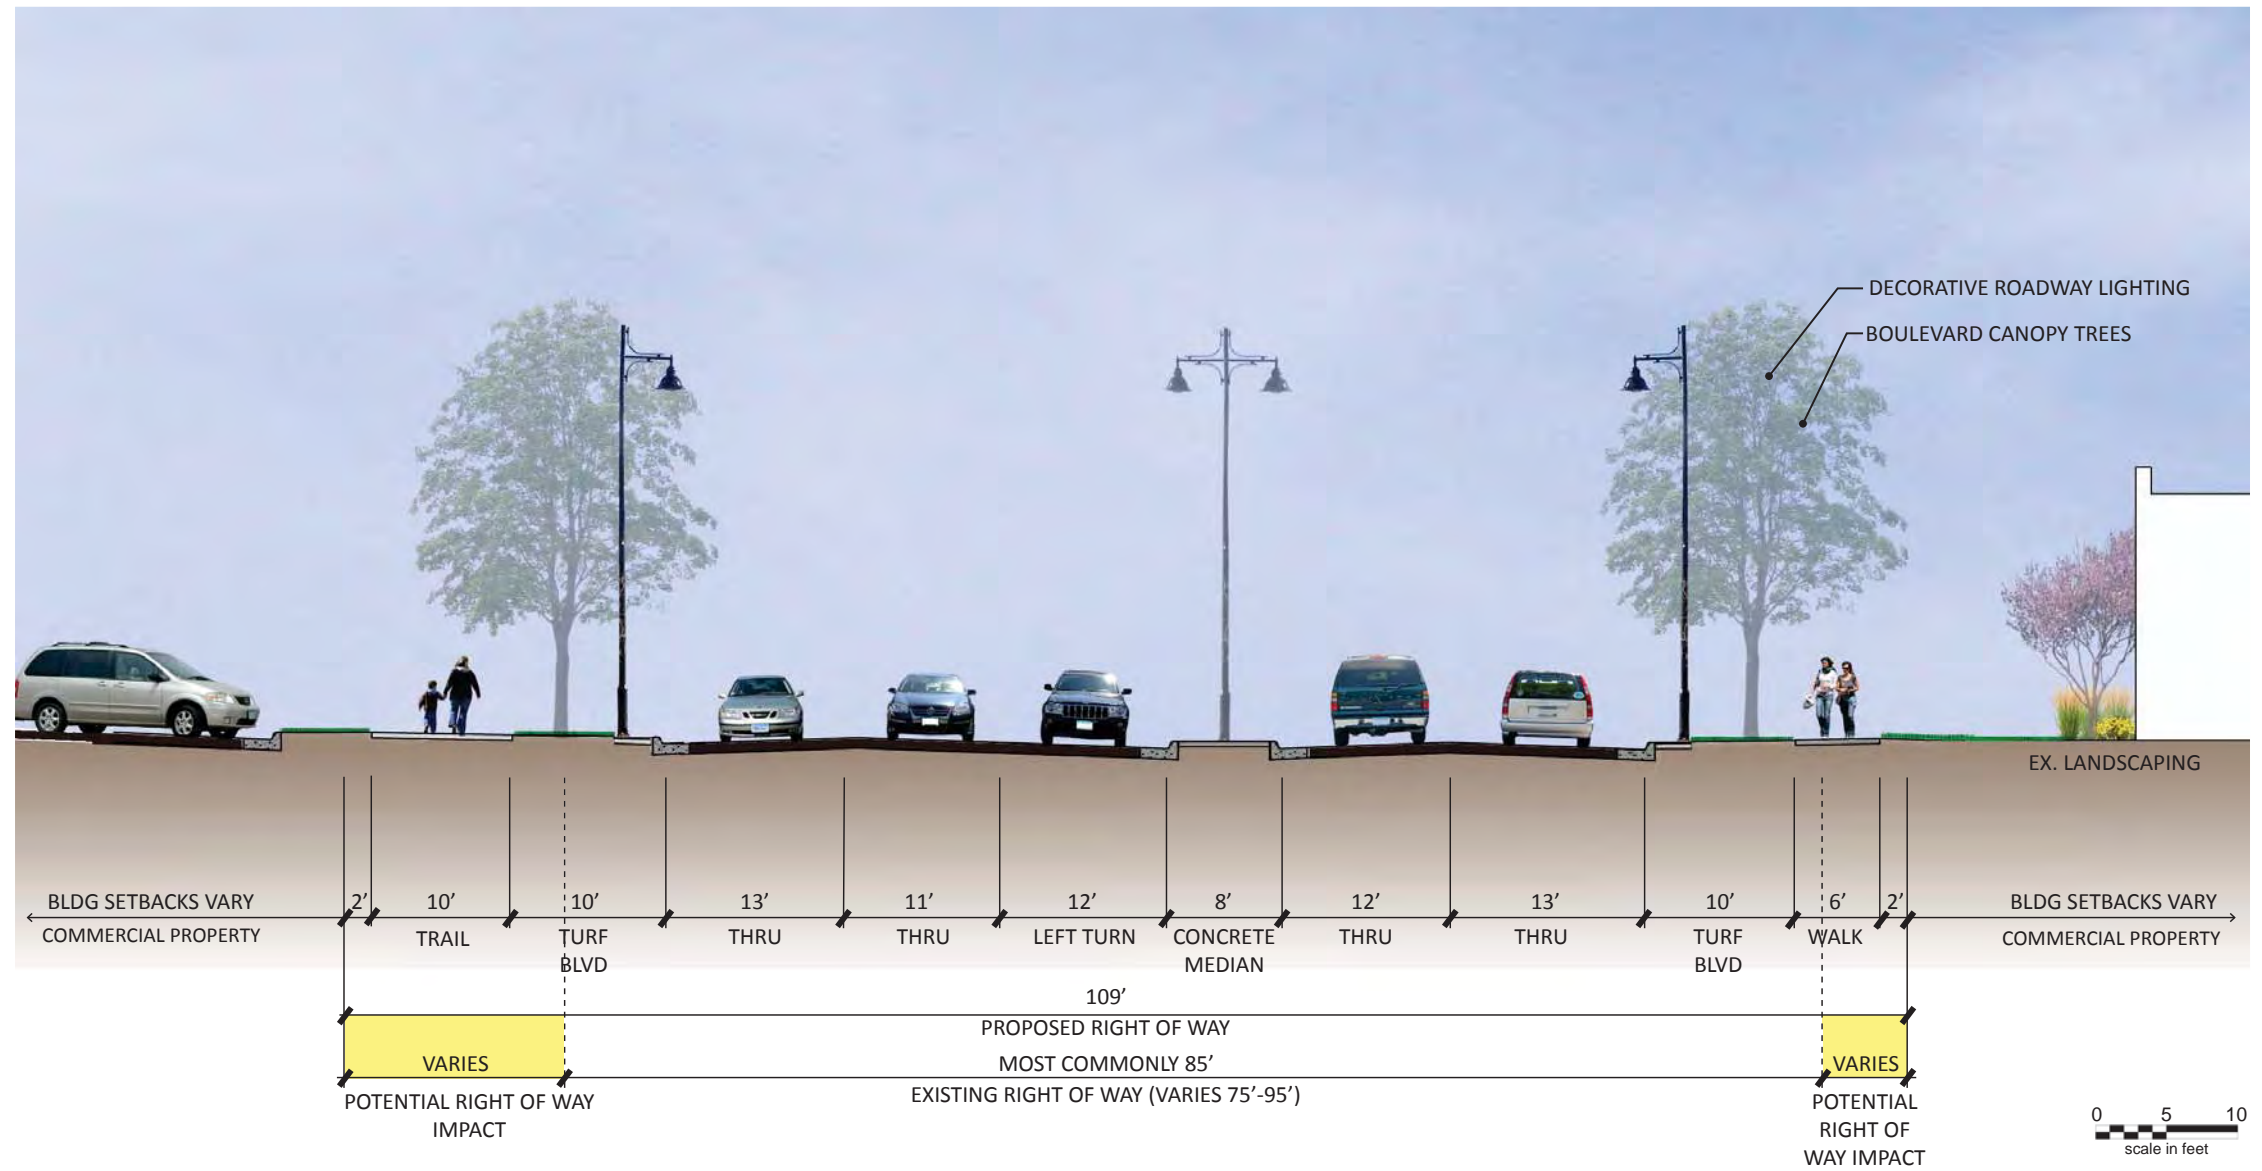 DECORATIVE ROADWAY LIGHTING
BOULEVARD CANOPY TREES
EX. LANDSCAPING
BLDG SETBACKS VARY
COMMERCIAL PROPERTY
2’ 10’ 10’ 13’ 11’ 12’ 8’ 12’ 13’ 10’ 6’ 2’
TRAIL
TURF
BLVD
THRU
THRU
LEFT TURN
CONCRETE
MEDIAN
THRU
THRU
TURF
BLVD
WALK
BLDG SETBACKS VARY
COMMERCIAL PROPERTY
109’
PROPOSED RIGHT OF WAY
VARIES
MOST COMMONLY 85’
VARIES
POTENTIAL RIGHT OF WAY
IMPACT
EXISTING RIGHT OF WAY (VARIES 75’-95’)
POTENTIAL
RIGHT OF
WAY IMPACT
0 5 10
scale in feet